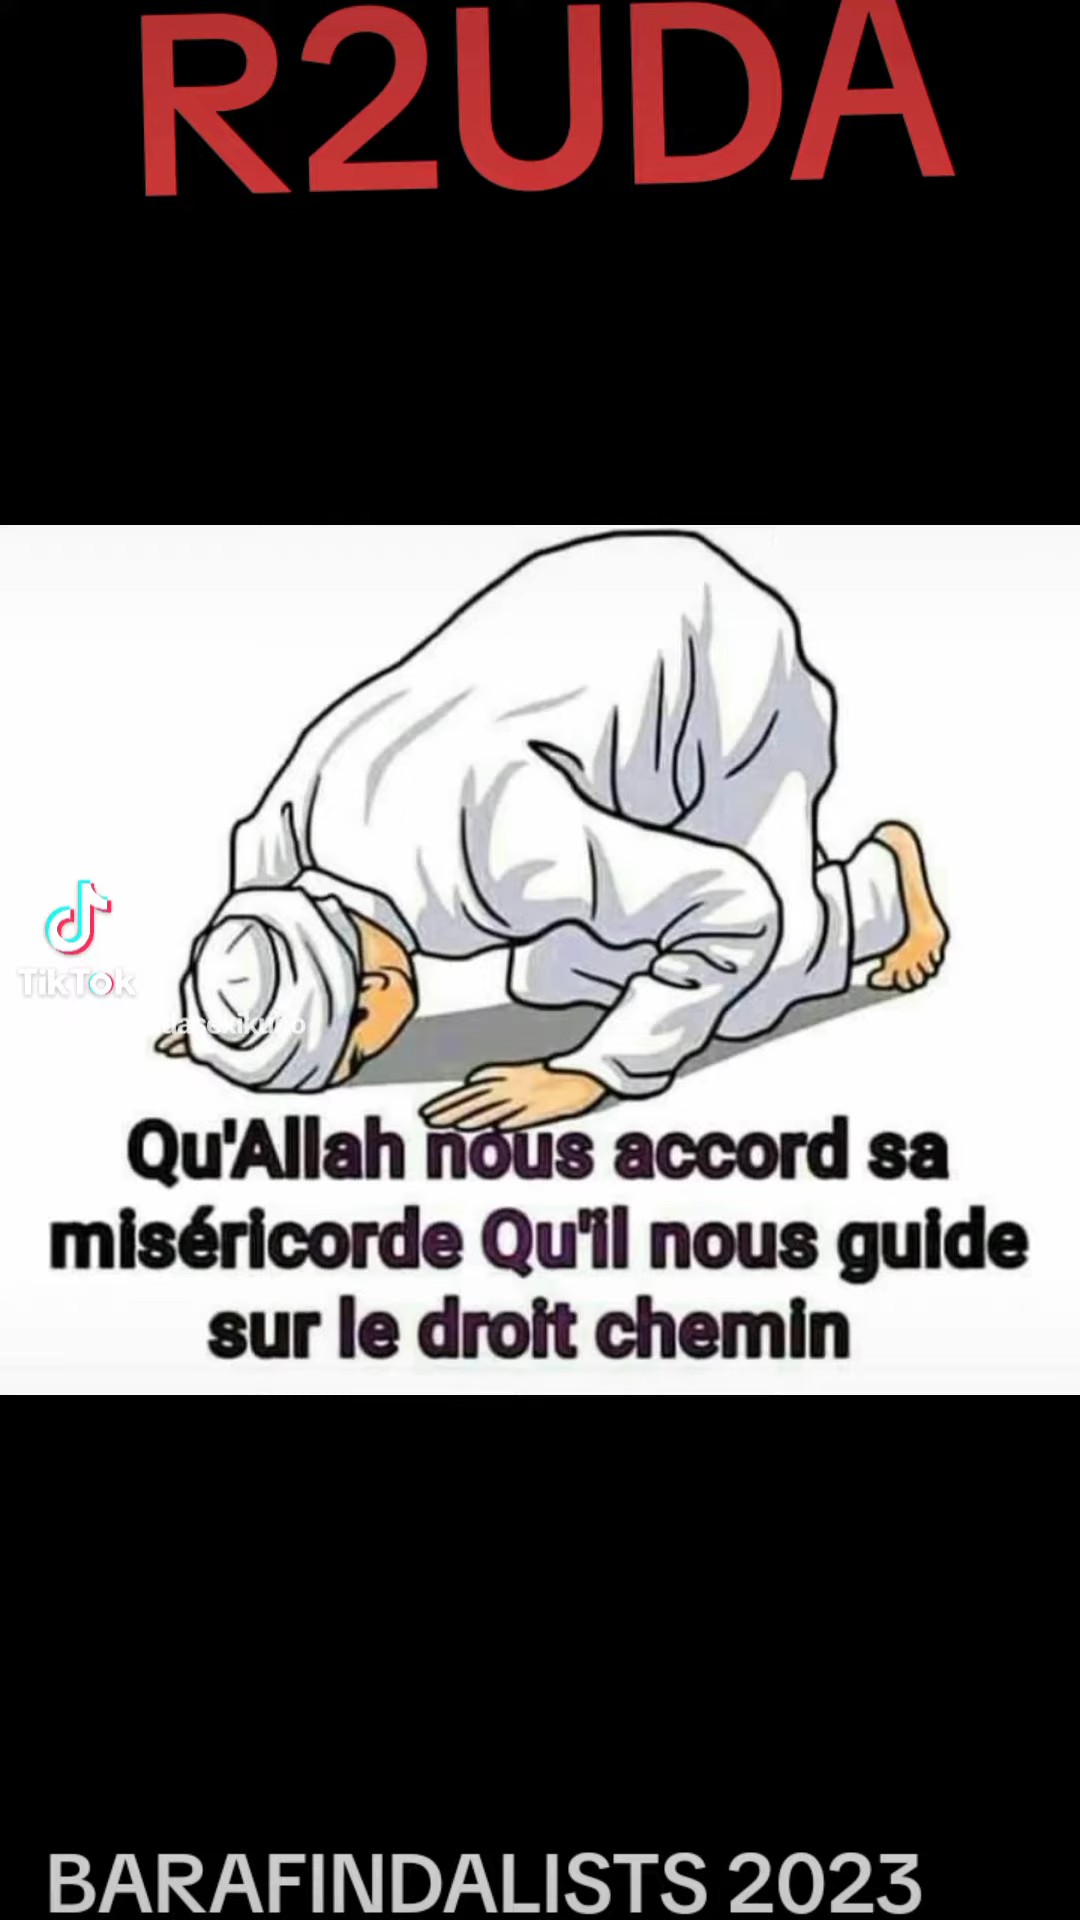 R2UDA
TikTok
Qu'Allah nous accord sa
miséricorde Qu'il nous guide
sur le droit chemin
BARAFINDALISTS 2023